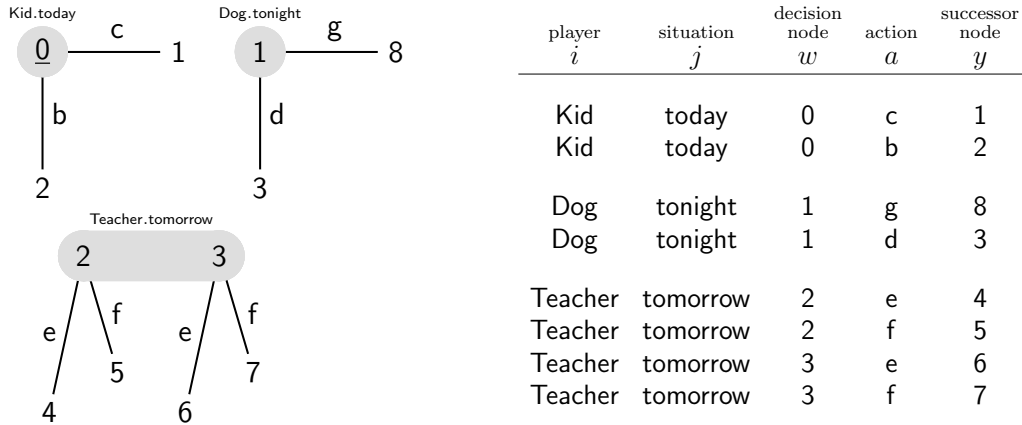 Kid.today
Dog.tonight
0 c 1
1 g 8
b
d
2
3
Teacher.tomorrow
2 3
e f e f
5 7
4 6
player situation decision node action successor node
i j w a y
Kid today 0 c 1
Kid today 0 b 2
Dog tonight 1 g 8
Dog tonight 1 d 3
Teacher tomorrow 2 e 4
Teacher tomorrow 2 f 5
Teacher tomorrow 3 e 6
Teacher tomorrow 3 f 7